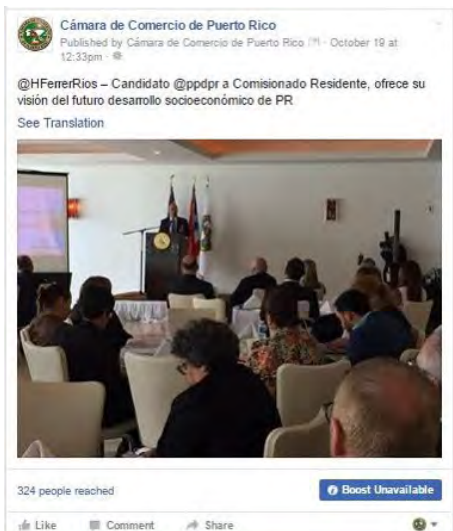 Cámara de Comercio de Puerto Rico
Published by Cámara de Comercio de Puerto Rico · October 19 at
12:33pm ·
@HFerrerRios – Candidato @ppdpr a Comisionado Residente, ofrece su
visión del futuro desarrollo socioeconómico de PR
See Translation
324 people reached
Boost Unavailable
Like Comment Share